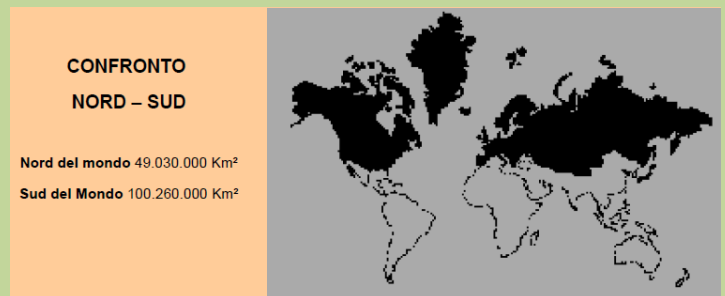 CONFRONTO
NORD – SUD
Nord del mondo 49.030.000 Km²
Sud del Mondo 100.260.000 Km²